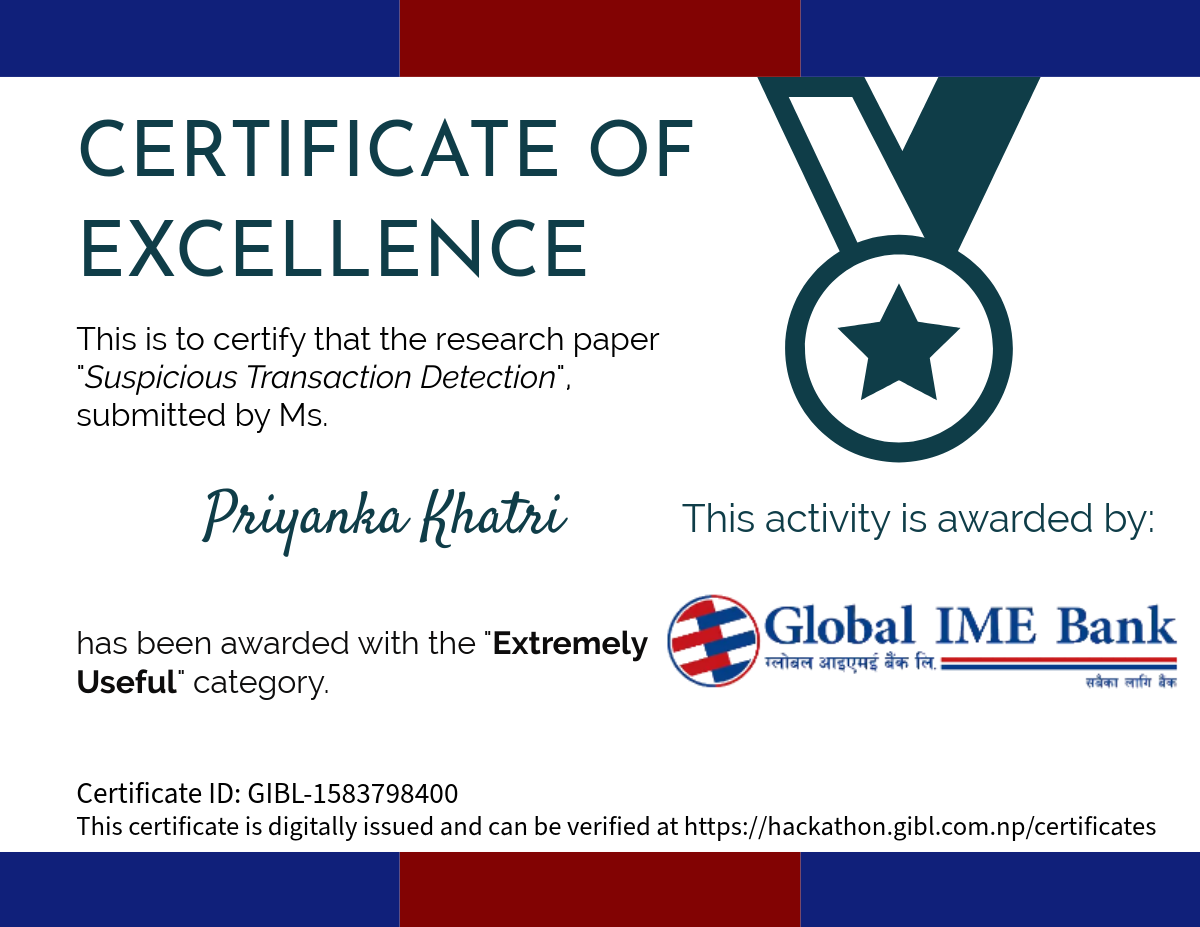 CERTIFICATE OF
EXCELLENCE
This is to certify that the research paper
"Suspicious Transaction Detection",
submitted by Ms.
Priyanka Khatri
has been awarded with the "Extremely
Useful" category.
This activity is awarded by:
Global IME Bank
ग्लोबल आइएमई बैंक लि.
सबैका लागि बैंक
Certificate ID: GIBL-1583798400
This certificate is digitally issued and can be verified at https://hackathon.gibl.com.np/certificates